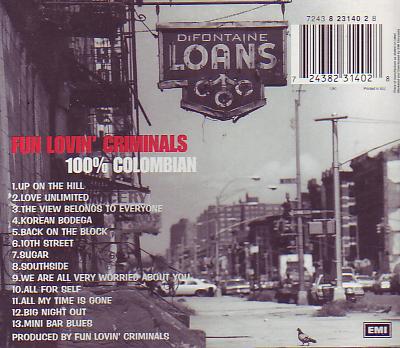 7243 8 23140 2 8
DiFONTAINE
LOANS
7 24382 31402 8
FUN LOVIN' CRIMINALS
100% COLOMBIAN
1.UP ON THE HILL
2.LOVE UNLIMITED
3.THE VIEW BELONGS TO EVERYONE
4.KOREAN BODEGA
5.BACK ON THE BLOCK
6.10TH STREET
7.SUGAR
8.SOUTHSIDE
9.WE ARE ALL VERY WORRIED ABOUT YOU
10.ALL FOR SELF
11.ALL MY TIME IS GONE
12.BIG NIGHT OUT
13.MINI BAR BLUES
PRODUCED BY FUN LOVIN' CRIMINALS
EMI